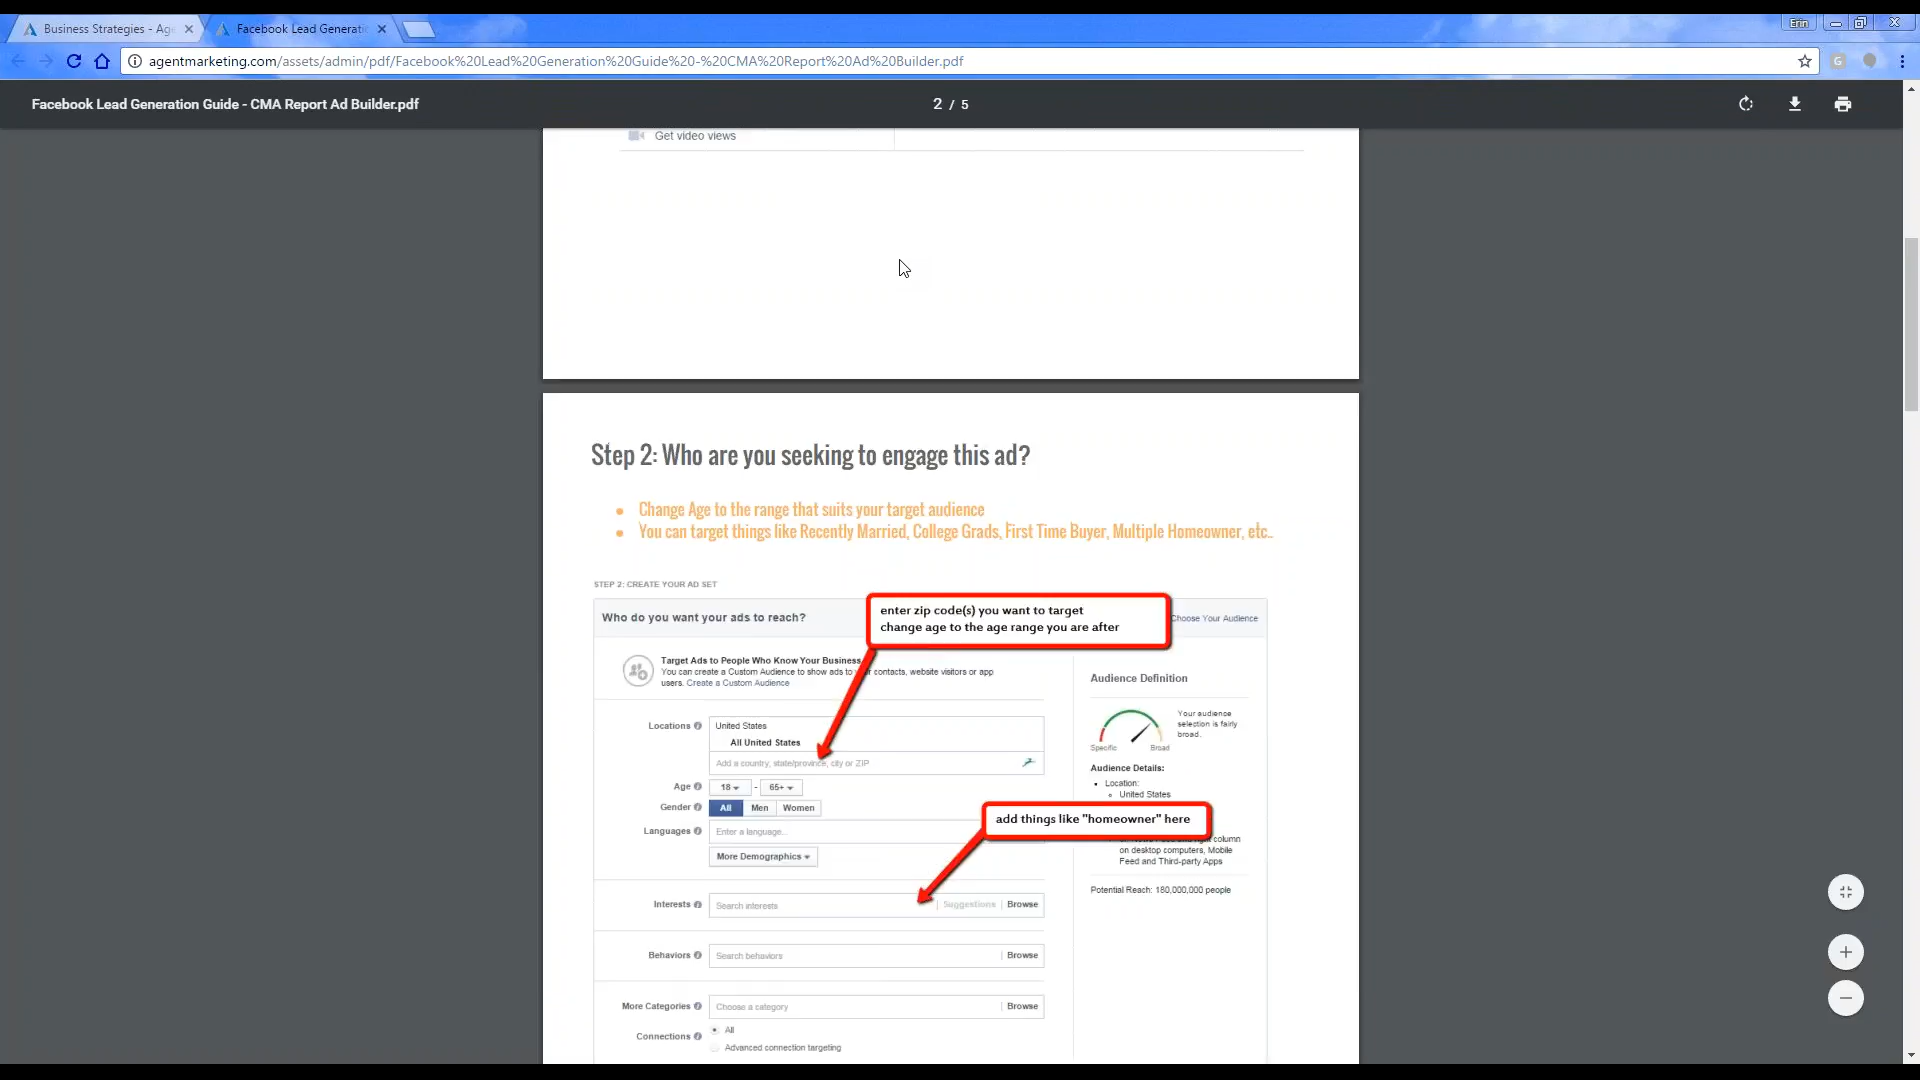 Business Strategies - Age
Facebook Lead Generati
Erin
agentmarketing.com/assets/admin/pdf/Facebook%20Lead%20Generation%20Guide%20-%20CMA%20Report%20Ad%20Builder.pdf
G
Facebook Lead Generation Guide - CMA Report Ad Builder.pdf
2 / 5
Get video views
Step 2: Who are you seeking to engage this ad?
• Change Age to the range that suits your target audience
• You can target things like Recently Married, College Grads, First Time Buyer, Multiple Homeowner, etc..
STEP 2: CREATE YOUR AD SET
Who do you want your ads to reach?
enter zip code(s) you want to target
change age to the age range you are after
Choose Your Audience
Target Ads to People Who Know Your Business
You can create a Custom Audience to show ads to contacts, website visitors or app
users. Create a Custom Audience
Locations
United States
All United States
Add a country, state/province, city or ZIP
Age
18 - 65+
Gender
All Men Women
Languages
Enter a language...
More Demographics
add things like "homeowner" here
Interests
Search interests
Suggestions | Browse
Behaviors
Search behaviors
Browse
More Categories
Choose a category
Browse
Connections
All
Advanced connection targeting
Audience Definition
Your audience
selection is fairly
broad.
Specific
Broad
Audience Details:
• Location:
United States
column
on desktop computers, Mobile
Feed and Third-party Apps
Potential Reach: 180,000,000 people